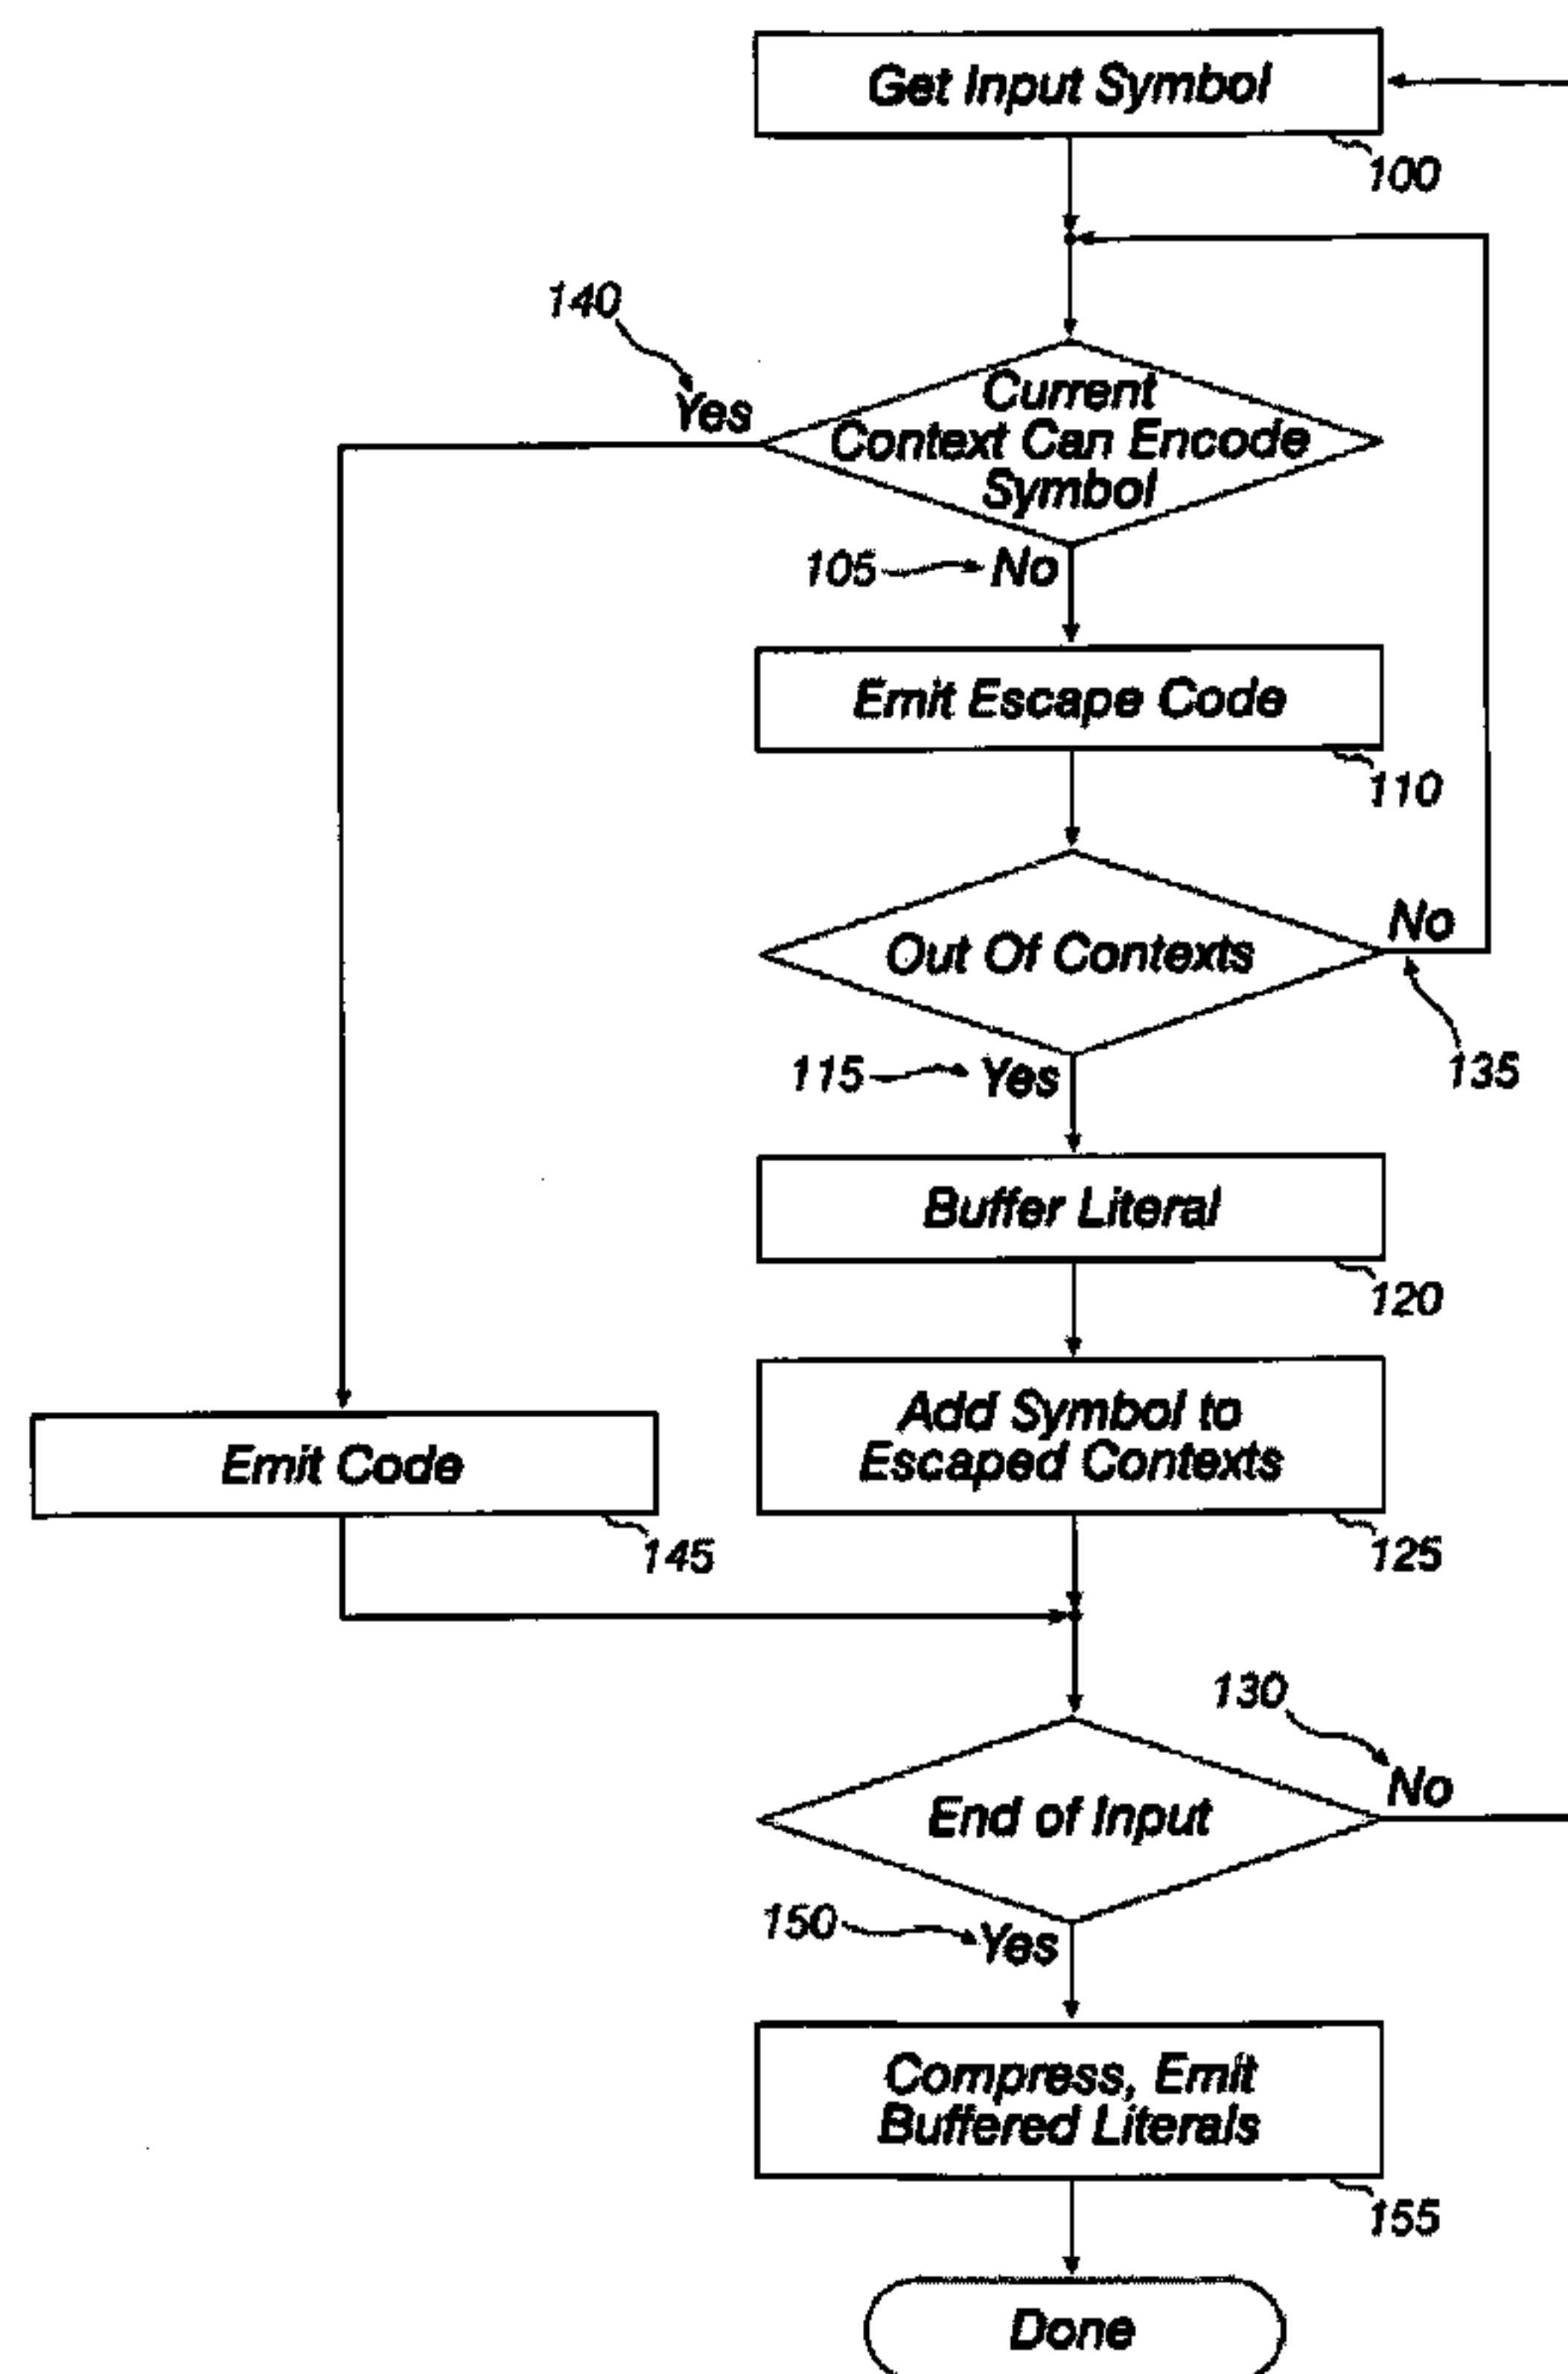 Get Input Symbol
100
140
Yes
Current
Context Can Encode
Symbol
105
No
Emit Escape Code
110
Out Of Contexts
No
115
Yes
135
Buffer Literal
120
Add Symbol to
Escaped Contexts
Emit Code
145
125
130
No
End of Input
150
Yes
Compress, Emit
Buffered Literals
155
Done